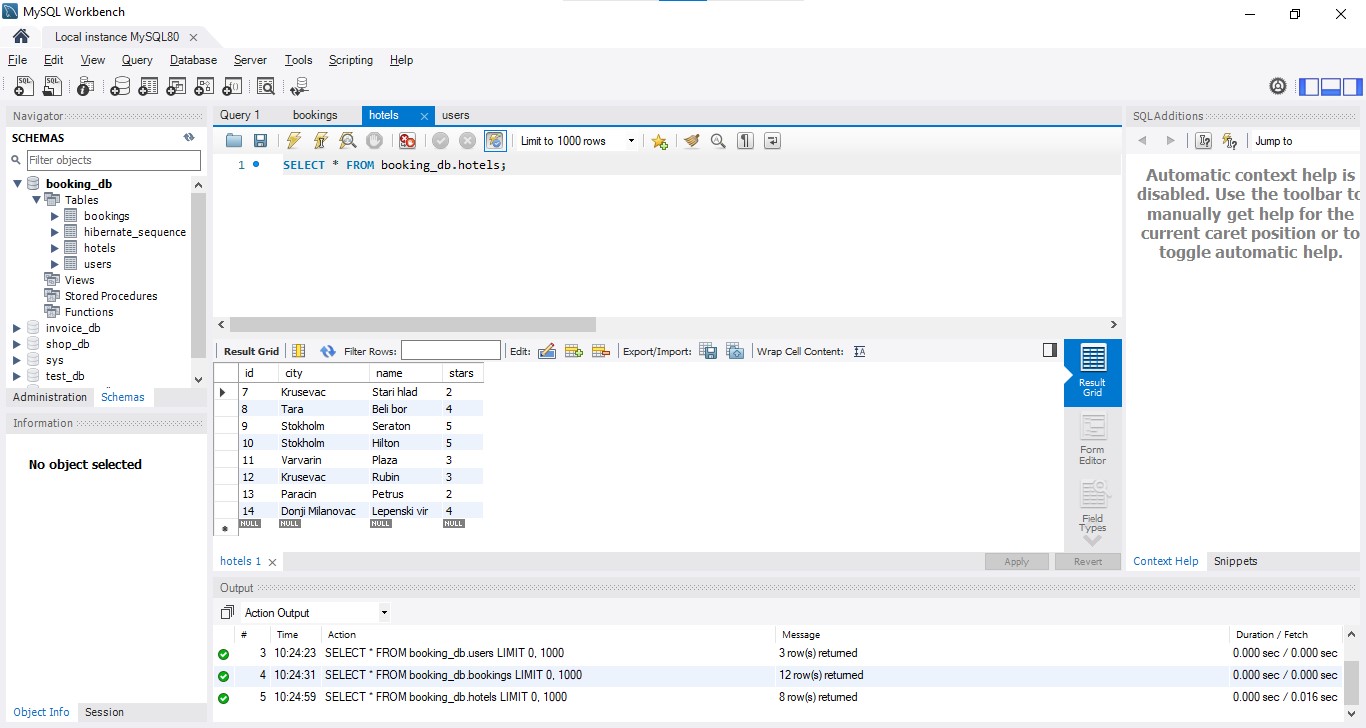 MySQL Workbench
Local instance MySQL80
File Edit View Query Database Server Tools Scripting Help
Navigator
SCHEMAS
Filter objects
booking_db
Tables
bookings
hibernate_sequence
hotels
users
Views
Stored Procedures
Functions
invoice_db
shop_db
sys
test_db
Administration Schemas
Information
No object selected
Object Info Session
Query 1 bookings hotels users
Limit to 1000 rows
1 SELECT * FROM booking_db.hotels;
Result Grid Filter Rows: Edit: Export/Import: Wrap Cell Content:
id city name stars
7 Krusevac Stari hlad 2
8 Tara Beli bor 4
9 Stokholm Seraton 5
10 Stokholm Hilton 5
11 Varvarin Plaza 3
12 Krusevac Rubin 3
13 Paracin Petrus 2
14 Donji Milanovac Lepenski vir 4
NULL NULL NULL NULL
Result
Grid
Form
Editor
Field
Types
hotels 1
Apply Revert
SQLAdditions
Jump to
Automatic context help is
disabled. Use the toolbar to
manually get help for the
current caret position or to
toggle automatic help.
Context Help Snippets
Output
Action Output
# Time Action Message Duration / Fetch
3 10:24:23 SELECT * FROM booking_db.users LIMIT 0, 1000 3 row(s) returned 0.000 sec / 0.000 sec
4 10:24:31 SELECT * FROM booking_db.bookings LIMIT 0, 1000 12 row(s) returned 0.000 sec / 0.000 sec
5 10:24:59 SELECT * FROM booking_db.hotels LIMIT 0, 1000 8 row(s) returned 0.000 sec / 0.016 sec